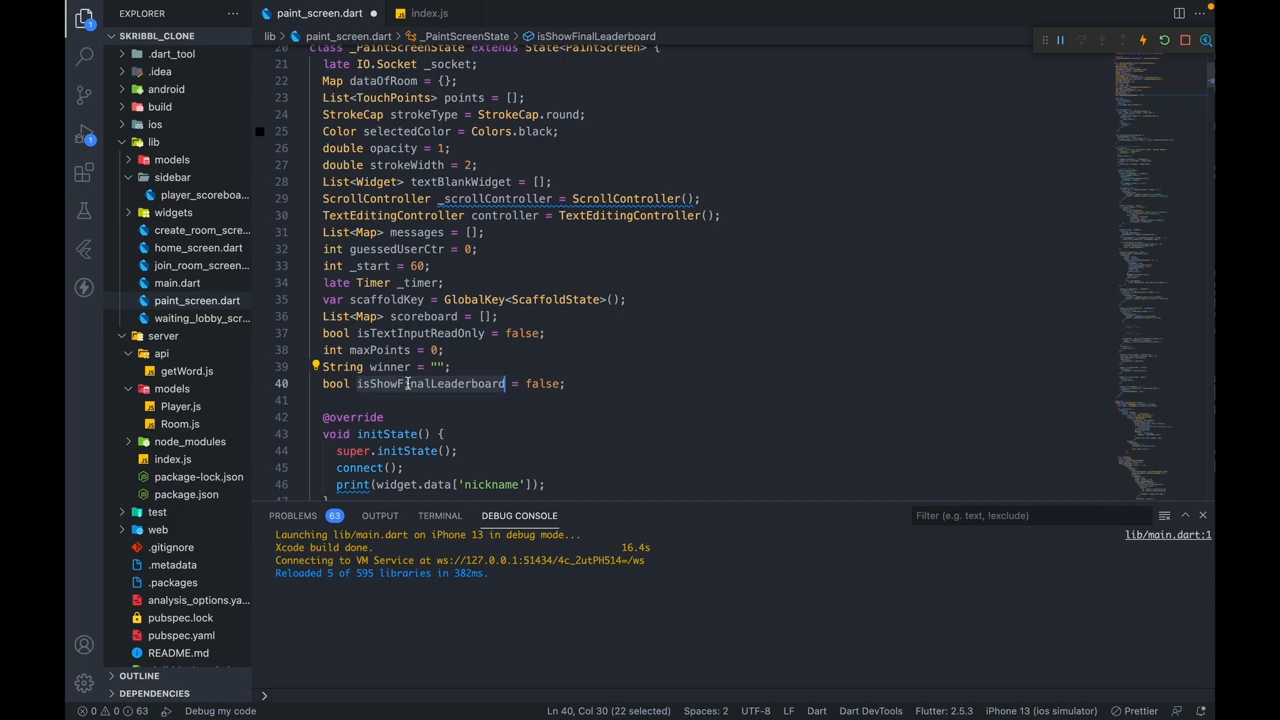 EXPLORER
···
paint_screen.dart
index.js
SKRIBBL_CLONE
lib
paint_screen.dart
_PaintScreenState
isShowFinalLeaderboard
.dart_tool
.idea
android
build
ios
lib
models
sidebar
player_scoreboa...
widgets
create_room_scre...
home_screen.dart
join_room_screen...
main.dart
paint_screen.dart
waiting_lobby_scr...
server
api
getWord.js
models
Player.js
Room.js
node_modules
index.js
package-lock.json
package.json
test
web
.gitignore
.metadata
.packages
analysis_options.ya...
pubspec.lock
pubspec.yaml
README.md
OUTLINE
DEPENDENCIES
1
1
20 class _PaintScreenState extends State<PaintScreen> {
21 late IO.Socket _socket;
22 Map dataOfRoom = {};
23 List<TouchPoints> points = [];
24 StrokeCap strokeType = StrokeCap.round;
25 Color selectedColor = Colors.black;
26 double opacity = 1;
27 double strokeWidth = 2;
28 List<Widget> textBlankWidget = [];
29 ScrollController _scrollController = ScrollController();
30 TextEditingController controller = TextEditingController();
31 List<Map> messages = [];
32 int guessedUserCtr = 0;
33 int _start = 60;
34 late Timer _timer;
35 var scaffoldKey = GlobalKey<ScaffoldState>();
36 List<Map> scoreboard = [];
37 bool isTextInputReadOnly = false;
38 int maxPoints = 0;
39 String winner = "";
40 bool isShowFinalLeaderboard = false;
41
42 @override
43 void initState() {
44 super.initState();
45 connect();
46 print(widget.data['nickname']);
PROBLEMS 63 OUTPUT TERMINAL DEBUG CONSOLE
Filter (e.g. text, !exclude)
Launching lib/main.dart on iPhone 13 in debug mode...
lib/main.dart:1
Xcode build done. 16.4s
Connecting to VM Service at ws://127.0.0.1:51434/4c_2utPH514=/ws
Reloaded 5 of 595 libraries in 382ms.
0 0 63 Debug my code Ln 40, Col 30 (22 selected) Spaces: 2 UTF-8 LF Dart Dart DevTools Flutter: 2.5.3 iPhone 13 (ios simulator) Prettier